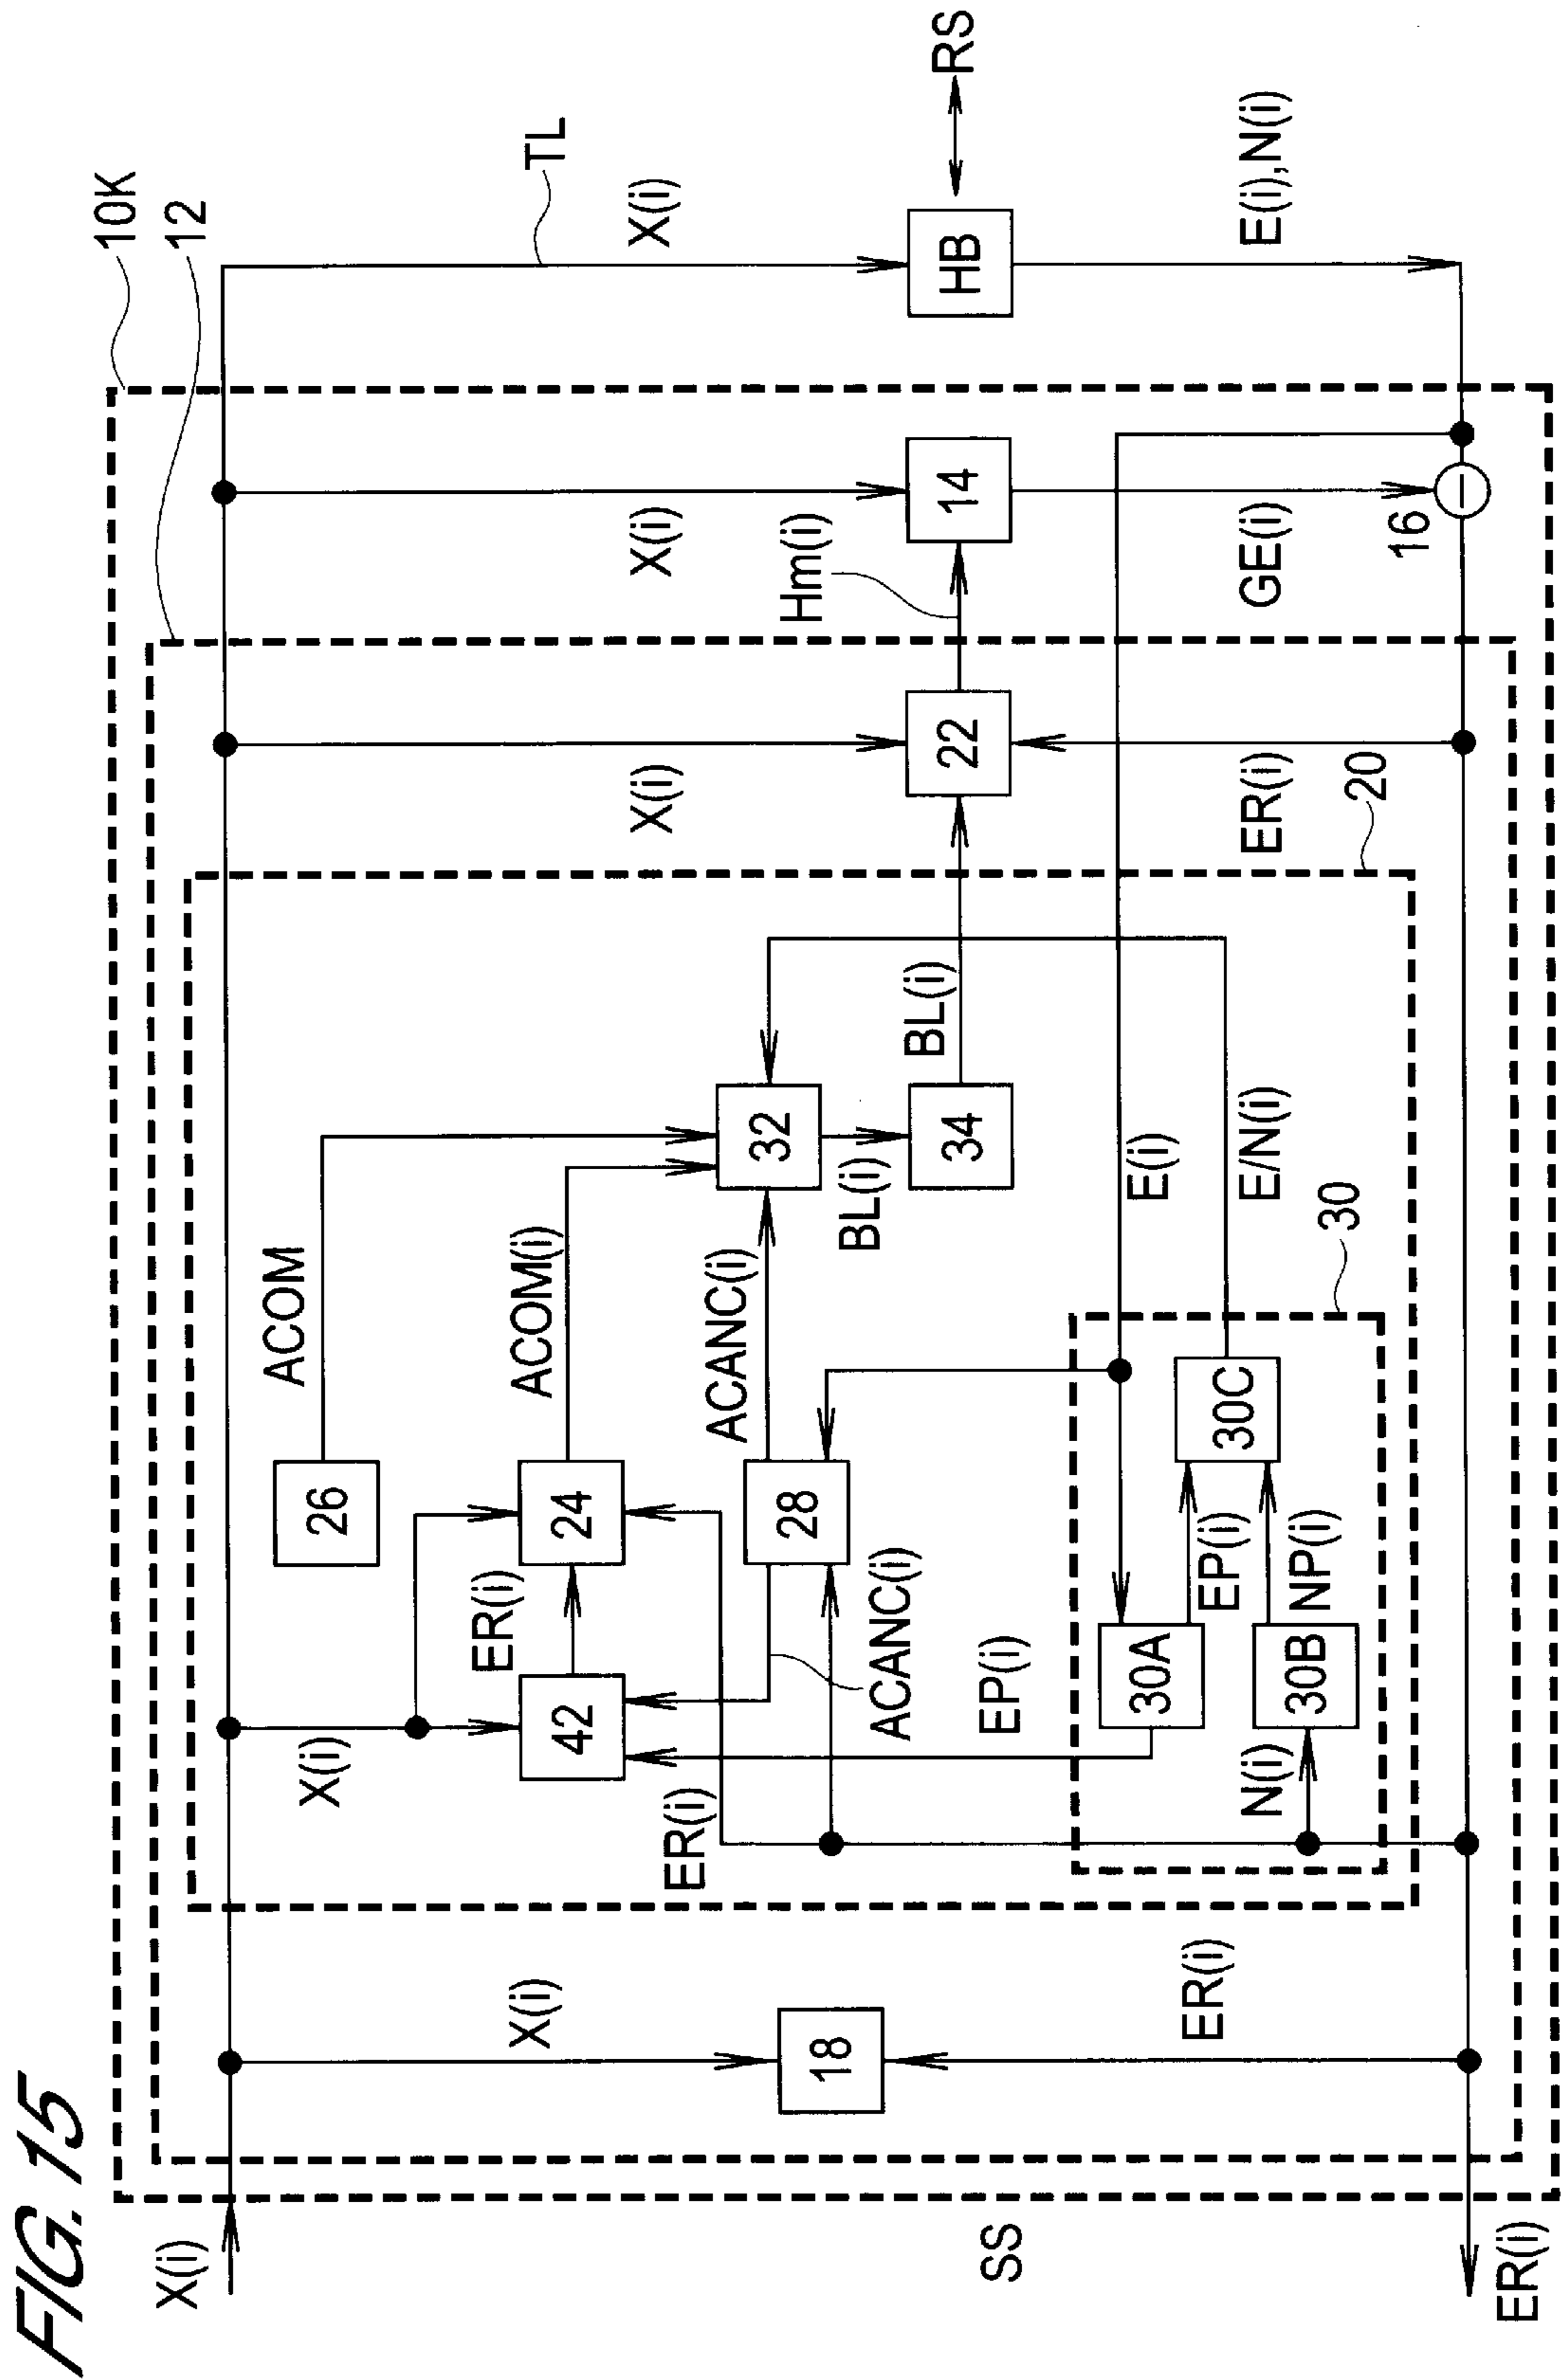 FIG. 15
10K
12
TL
X(i)
X(i)
X(i)
X(i)
X(i)
X(i)
ACOM
26
ACOM(i)
24
ER(i)
42
ACANC(i)
28
ACANC(i)
32
BL(i)
34
BL(i)
22
Hm(i)
14
HB
RS
E(i),N(i)
GE(i)
16
ER(i)
20
E(i)
E/N(i)
30
30C
EP(i)
NP(i)
30A
30B
EP(i)
N(i)
ER(i)
18
ER(i)
SS
ER(i)